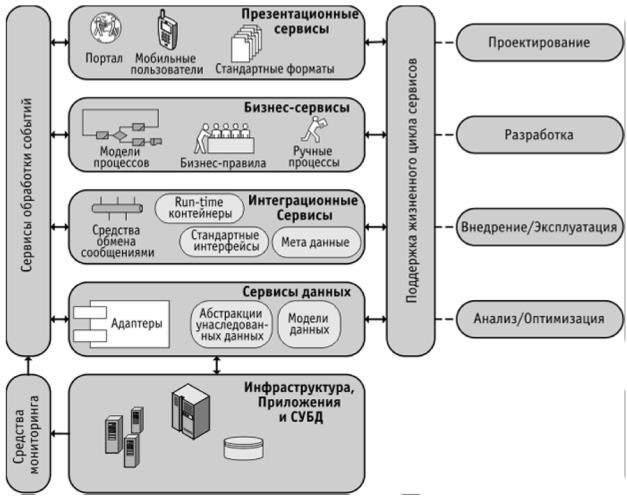 Сервисы обработки событий
Презентационные
сервисы
Портал
Мобильные
пользователи
Стандартные форматы
Бизнес-сервисы
Модели
процессов
Бизнес-правила
Ручные
процессы
Интеграционные
Сервисы
Run-time
контейнеры
Средства
обмена
сообщениями
Стандартные
интерфейсы
Мета данные
Сервисы данных
Адаптеры
Абстракции
унаследован-
ных данных
Модели
данных
Средства
мониторинга
Инфраструктура,
Приложения
и СУБД
Поддержка жизненного цикла сервисов
Проектирование
Разработка
Внедрение/Эксплуатация
Анализ/Оптимизация